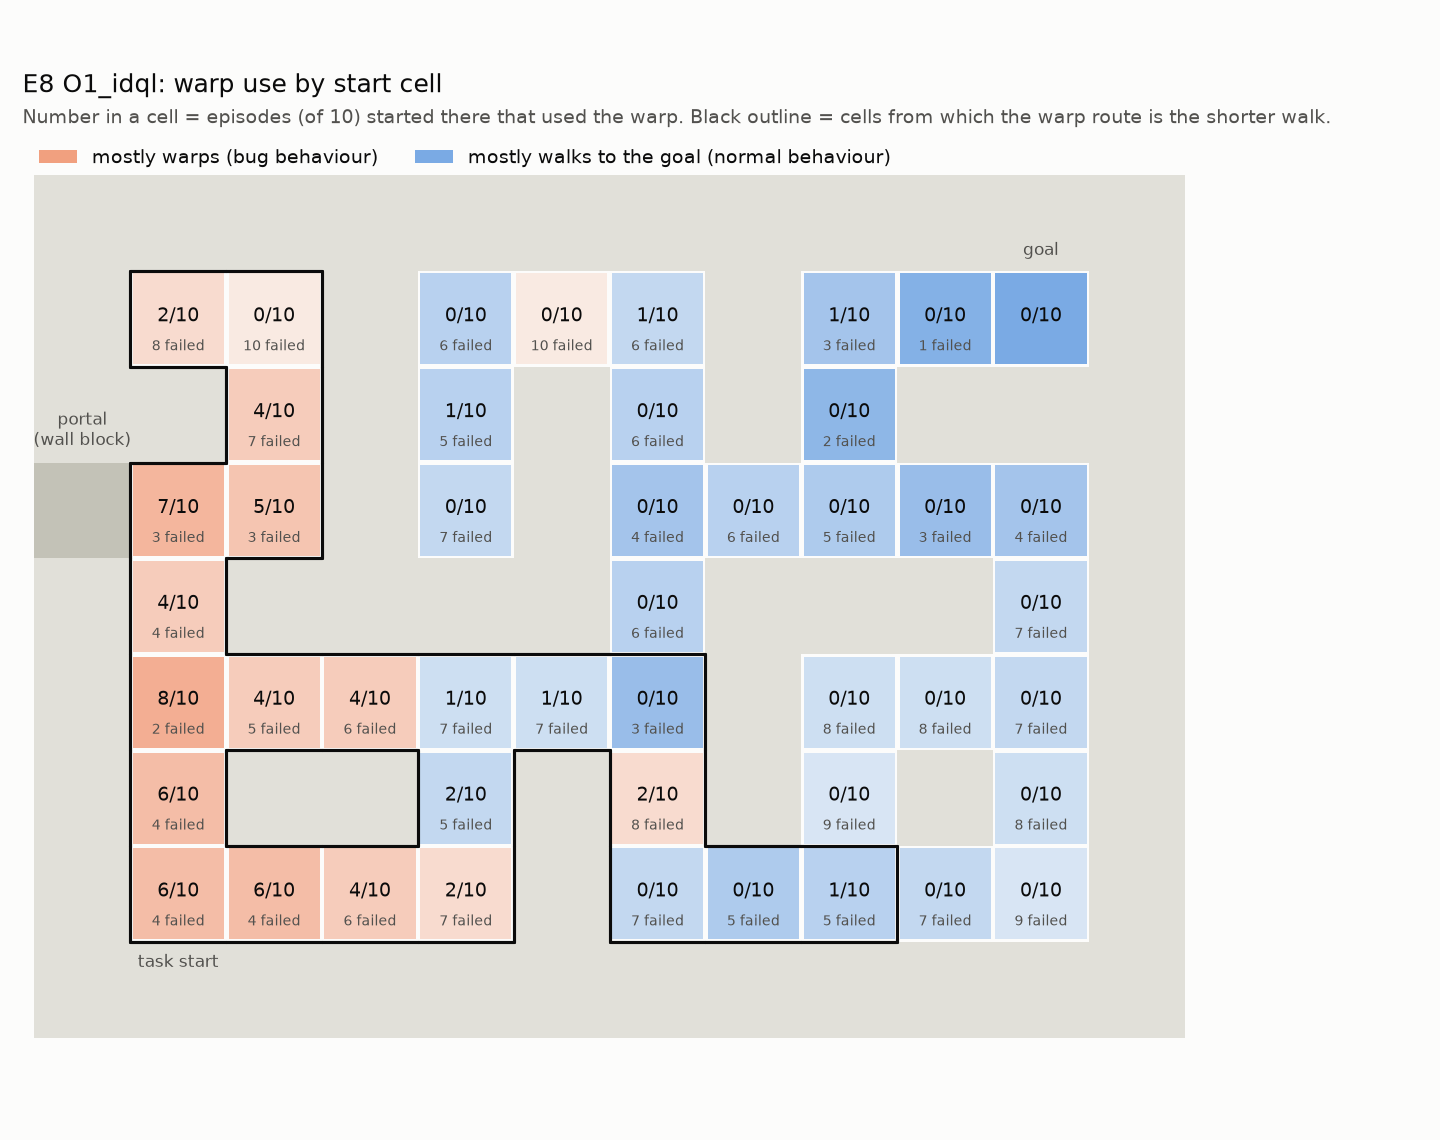 E8 O1_idql: warp use by start cell
Number in a cell = episodes (of 10) started there that used the warp. Black outline = cells from which the warp route is the shorter walk.
mostly warps (bug behaviour) mostly walks to the goal (normal behaviour)
goal
2/10 0/10 0/10 0/10 1/10 1/10 0/10 0/10
8 failed 10 failed 6 failed 10 failed 6 failed 3 failed 1 failed
portal
(wall block)
4/10 1/10 0/10 0/10
7 failed 5 failed 6 failed 2 failed
7/10 5/10 0/10 0/10 0/10 0/10 0/10 0/10
3 failed 3 failed 7 failed 4 failed 6 failed 5 failed 3 failed 4 failed
4/10 0/10 0/10
4 failed 6 failed 7 failed
8/10 4/10 4/10 1/10 1/10 0/10 0/10 0/10 0/10
2 failed 5 failed 6 failed 7 failed 7 failed 3 failed 8 failed 8 failed 7 failed
6/10 2/10 2/10 0/10 0/10
4 failed 5 failed 8 failed 9 failed 8 failed
6/10 6/10 4/10 2/10 0/10 0/10 1/10 0/10 0/10
4 failed 4 failed 6 failed 7 failed 7 failed 5 failed 5 failed 7 failed 9 failed
task start